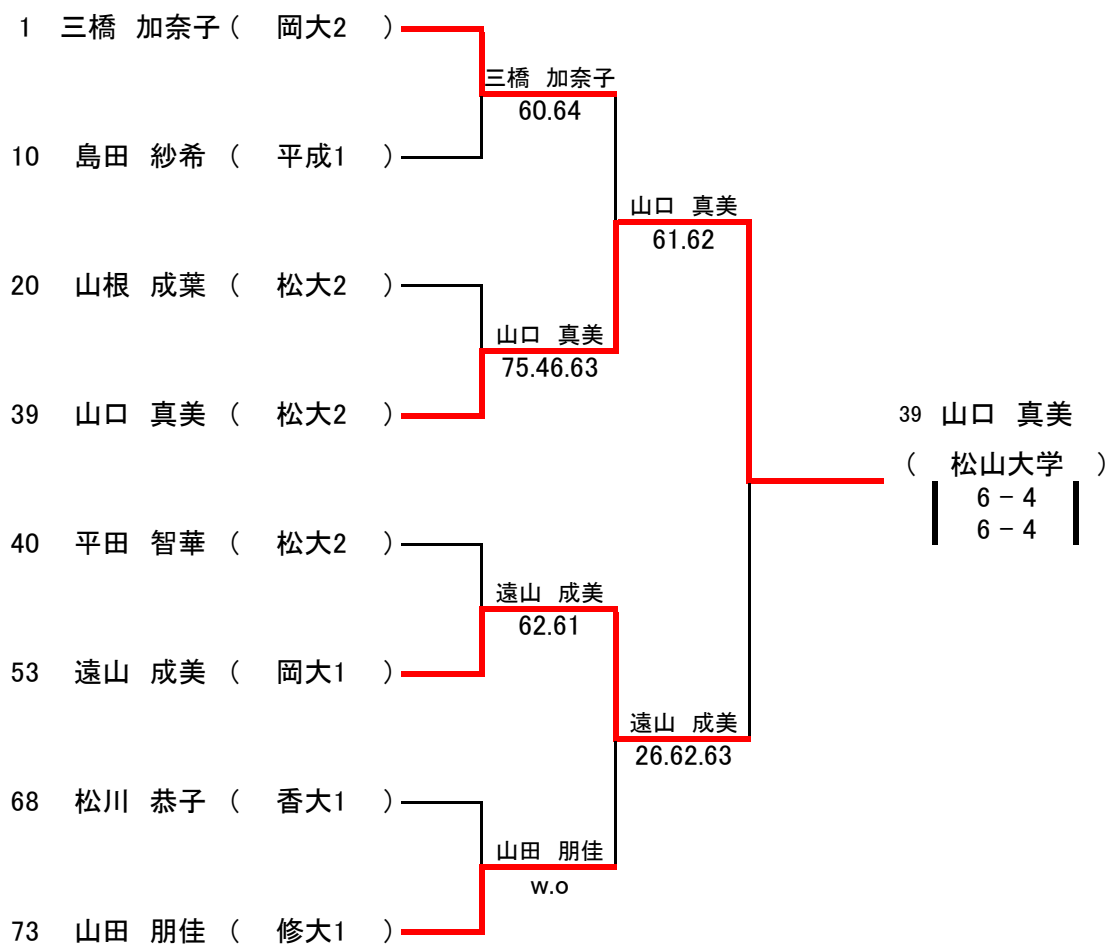 1 三橋 加奈子 ( 岡大2 )
三橋 加奈子
60.64
10 島田 紗希 ( 平成1 )
山口 真美
61.62
20 山根 成葉 ( 松大2 )
山口 真美
75.46.63
39 山口 真美 ( 松大2 )
39 山口 真美
( 松山大学 )
6 - 4
6 - 4
40 平田 智華 ( 松大2 )
遠山 成美
62.61
53 遠山 成美 ( 岡大1 )
遠山 成美
26.62.63
68 松川 恭子 ( 香大1 )
山田 朋佳
w.o
73 山田 朋佳 ( 修大1 )